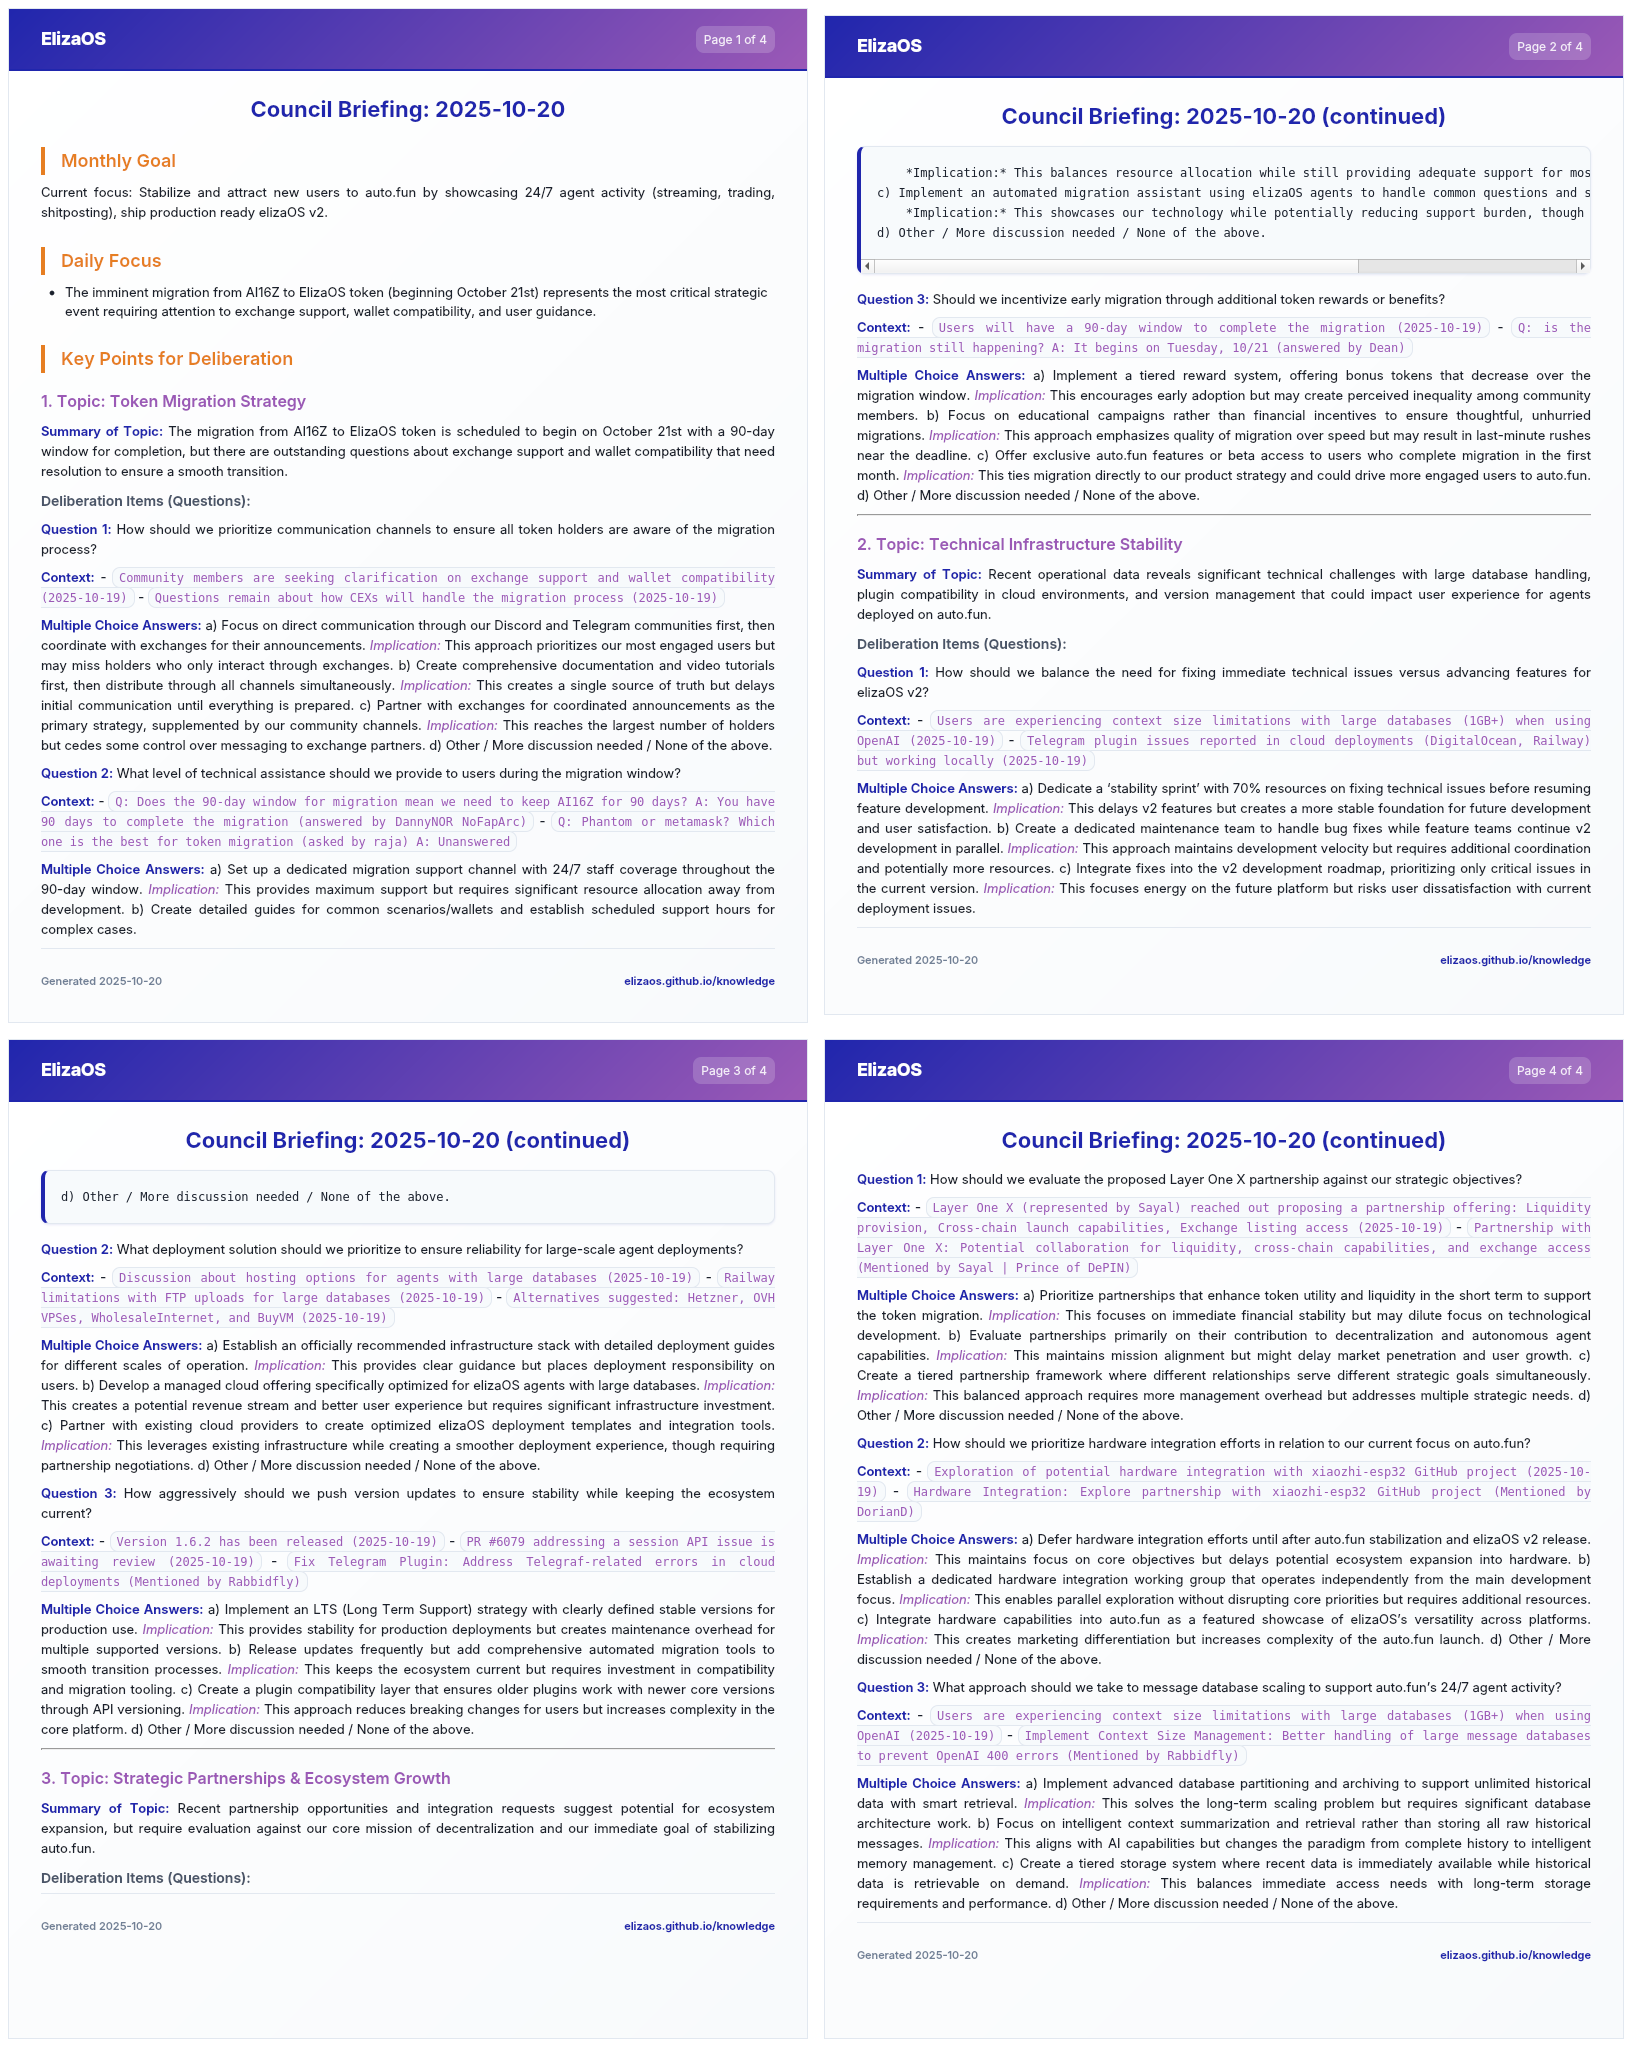 ElizaOS
Page 1 of 4
Council Briefing: 2025-10-20
Monthly Goal
Current focus: Stabilize and attract new users to auto.fun by showcasing 24/7 agent activity (streaming, trading,
shitposting), ship production ready elizaOS v2.
Daily Focus
• The imminent migration from AI16Z to ElizaOS token (beginning October 21st) represents the most critical strategic
event requiring attention to exchange support, wallet compatibility, and user guidance.
Key Points for Deliberation
1. Topic: Token Migration Strategy
Summary of Topic: The migration from AI16Z to ElizaOS token is scheduled to begin on October 21st with a 90-day
window for completion, but there are outstanding questions about exchange support and wallet compatibility that need
resolution to ensure a smooth transition.
Deliberation Items (Questions):
Question 1: How should we prioritize communication channels to ensure all token holders are aware of the migration
process?
Context: - Community members are seeking clarification on exchange support and wallet compatibility
(2025-10-19) - Questions remain about how CEXs will handle the migration process (2025-10-19)
Multiple Choice Answers: a) Focus on direct communication through our Discord and Telegram communities first, then
coordinate with exchanges for their announcements. Implication: This approach prioritizes our most engaged users but
may miss holders who only interact through exchanges. b) Create comprehensive documentation and video tutorials
first, then distribute through all channels simultaneously. Implication: This creates a single source of truth but delays
initial communication until everything is prepared. c) Partner with exchanges for coordinated announcements as the
primary strategy, supplemented by our community channels. Implication: This reaches the largest number of holders
but cedes some control over messaging to exchange partners. d) Other / More discussion needed / None of the above.
Question 2: What level of technical assistance should we provide to users during the migration window?
Context: - Q: Does the 90-day window for migration mean we need to keep AI16Z for 90 days? A: You have
90 days to complete the migration (answered by DannyNOR NoFapArc) - Q: Phantom or metamask? Which
one is the best for token migration (asked by raja) A: Unanswered
Multiple Choice Answers: a) Set up a dedicated migration support channel with 24/7 staff coverage throughout the
90-day window. Implication: This provides maximum support but requires significant resource allocation away from
development. b) Create detailed guides for common scenarios/wallets and establish scheduled support hours for
complex cases.
Generated 2025-10-20
elizaos.github.io/knowledge
ElizaOS
Page 2 of 4
Council Briefing: 2025-10-20 (continued)
*Implication:* This balances resource allocation while still providing adequate support for mos
c) Implement an automated migration assistant using elizaOS agents to handle common questions and s
*Implication:* This showcases our technology while potentially reducing support burden, though
d) Other / More discussion needed / None of the above.
Question 3: Should we incentivize early migration through additional token rewards or benefits?
Context: - Users will have a 90-day window to complete the migration (2025-10-19) - Q: is the
migration still happening? A: It begins on Tuesday, 10/21 (answered by Dean)
Multiple Choice Answers: a) Implement a tiered reward system, offering bonus tokens that decrease over the
migration window. Implication: This encourages early adoption but may create perceived inequality among community
members. b) Focus on educational campaigns rather than financial incentives to ensure thoughtful, unhurried
migrations. Implication: This approach emphasizes quality of migration over speed but may result in last-minute rushes
near the deadline. c) Offer exclusive auto.fun features or beta access to users who complete migration in the first
month. Implication: This ties migration directly to our product strategy and could drive more engaged users to auto.fun.
d) Other / More discussion needed / None of the above.
2. Topic: Technical Infrastructure Stability
Summary of Topic: Recent operational data reveals significant technical challenges with large database handling,
plugin compatibility in cloud environments, and version management that could impact user experience for agents
deployed on auto.fun.
Deliberation Items (Questions):
Question 1: How should we balance the need for fixing immediate technical issues versus advancing features for
elizaOS v2?
Context: - Users are experiencing context size limitations with large databases (1GB+) when using
OpenAI (2025-10-19) - Telegram plugin issues reported in cloud deployments (DigitalOcean, Railway)
but working locally (2025-10-19)
Multiple Choice Answers: a) Dedicate a ‘stability sprint’ with 70% resources on fixing technical issues before resuming
feature development. Implication: This delays v2 features but creates a more stable foundation for future development
and user satisfaction. b) Create a dedicated maintenance team to handle bug fixes while feature teams continue v2
development in parallel. Implication: This approach maintains development velocity but requires additional coordination
and potentially more resources. c) Integrate fixes into the v2 development roadmap, prioritizing only critical issues in
the current version. Implication: This focuses energy on the future platform but risks user dissatisfaction with current
deployment issues.
Generated 2025-10-20
elizaos.github.io/knowledge
ElizaOS
Page 3 of 4
Council Briefing: 2025-10-20 (continued)
d) Other / More discussion needed / None of the above.
Question 2: What deployment solution should we prioritize to ensure reliability for large-scale agent deployments?
Context: - Discussion about hosting options for agents with large databases (2025-10-19) - Railway
limitations with FTP uploads for large databases (2025-10-19) - Alternatives suggested: Hetzner, OVH
VPSes, WholesaleInternet, and BuyVM (2025-10-19)
Multiple Choice Answers: a) Establish an officially recommended infrastructure stack with detailed deployment guides
for different scales of operation. Implication: This provides clear guidance but places deployment responsibility on
users. b) Develop a managed cloud offering specifically optimized for elizaOS agents with large databases. Implication:
This creates a potential revenue stream and better user experience but requires significant infrastructure investment.
c) Partner with existing cloud providers to create optimized elizaOS deployment templates and integration tools.
Implication: This leverages existing infrastructure while creating a smoother deployment experience, though requiring
partnership negotiations. d) Other / More discussion needed / None of the above.
Question 3: How aggressively should we push version updates to ensure stability while keeping the ecosystem
current?
Context: - Version 1.6.2 has been released (2025-10-19) - PR #6079 addressing a session API issue is
awaiting review (2025-10-19) - Fix Telegram Plugin: Address Telegraf-related errors in cloud
deployments (Mentioned by Rabbidfly)
Multiple Choice Answers: a) Implement an LTS (Long Term Support) strategy with clearly defined stable versions for
production use. Implication: This provides stability for production deployments but creates maintenance overhead for
multiple supported versions. b) Release updates frequently but add comprehensive automated migration tools to
smooth transition processes. Implication: This keeps the ecosystem current but requires investment in compatibility
and migration tooling. c) Create a plugin compatibility layer that ensures older plugins work with newer core versions
through API versioning. Implication: This approach reduces breaking changes for users but increases complexity in the
core platform. d) Other / More discussion needed / None of the above.
3. Topic: Strategic Partnerships & Ecosystem Growth
Summary of Topic: Recent partnership opportunities and integration requests suggest potential for ecosystem
expansion, but require evaluation against our core mission of decentralization and our immediate goal of stabilizing
auto.fun.
Deliberation Items (Questions):
Generated 2025-10-20
elizaos.github.io/knowledge
ElizaOS
Page 4 of 4
Council Briefing: 2025-10-20 (continued)
Question 1: How should we evaluate the proposed Layer One X partnership against our strategic objectives?
Context: - Layer One X (represented by Sayal) reached out proposing a partnership offering: Liquidity
provision, Cross-chain launch capabilities, Exchange listing access (2025-10-19) - Partnership with
Layer One X: Potential collaboration for liquidity, cross-chain capabilities, and exchange access
(Mentioned by Sayal | Prince of DePIN)
Multiple Choice Answers: a) Prioritize partnerships that enhance token utility and liquidity in the short term to support
the token migration. Implication: This focuses on immediate financial stability but may dilute focus on technological
development. b) Evaluate partnerships primarily on their contribution to decentralization and autonomous agent
capabilities. Implication: This maintains mission alignment but might delay market penetration and user growth. c)
Create a tiered partnership framework where different relationships serve different strategic goals simultaneously.
Implication: This balanced approach requires more management overhead but addresses multiple strategic needs. d)
Other / More discussion needed / None of the above.
Question 2: How should we prioritize hardware integration efforts in relation to our current focus on auto.fun?
Context: - Exploration of potential hardware integration with xiaozhi-esp32 GitHub project (2025-10-
19) - Hardware Integration: Explore partnership with xiaozhi-esp32 GitHub project (Mentioned by
DorianD)
Multiple Choice Answers: a) Defer hardware integration efforts until after auto.fun stabilization and elizaOS v2 release.
Implication: This maintains focus on core objectives but delays potential ecosystem expansion into hardware. b)
Establish a dedicated hardware integration working group that operates independently from the main development
focus. Implication: This enables parallel exploration without disrupting core priorities but requires additional resources.
c) Integrate hardware capabilities into auto.fun as a featured showcase of elizaOS’s versatility across platforms.
Implication: This creates marketing differentiation but increases complexity of the auto.fun launch. d) Other / More
discussion needed / None of the above.
Question 3: What approach should we take to message database scaling to support auto.fun’s 24/7 agent activity?
Context: - Users are experiencing context size limitations with large databases (1GB+) when using
OpenAI (2025-10-19) - Implement Context Size Management: Better handling of large message databases
to prevent OpenAI 400 errors (Mentioned by Rabbidfly)
Multiple Choice Answers: a) Implement advanced database partitioning and archiving to support unlimited historical
data with smart retrieval. Implication: This solves the long-term scaling problem but requires significant database
architecture work. b) Focus on intelligent context summarization and retrieval rather than storing all raw historical
messages. Implication: This aligns with AI capabilities but changes the paradigm from complete history to intelligent
memory management. c) Create a tiered storage system where recent data is immediately available while historical
data is retrievable on demand. Implication: This balances immediate access needs with long-term storage
requirements and performance. d) Other / More discussion needed / None of the above.
Generated 2025-10-20
elizaos.github.io/knowledge